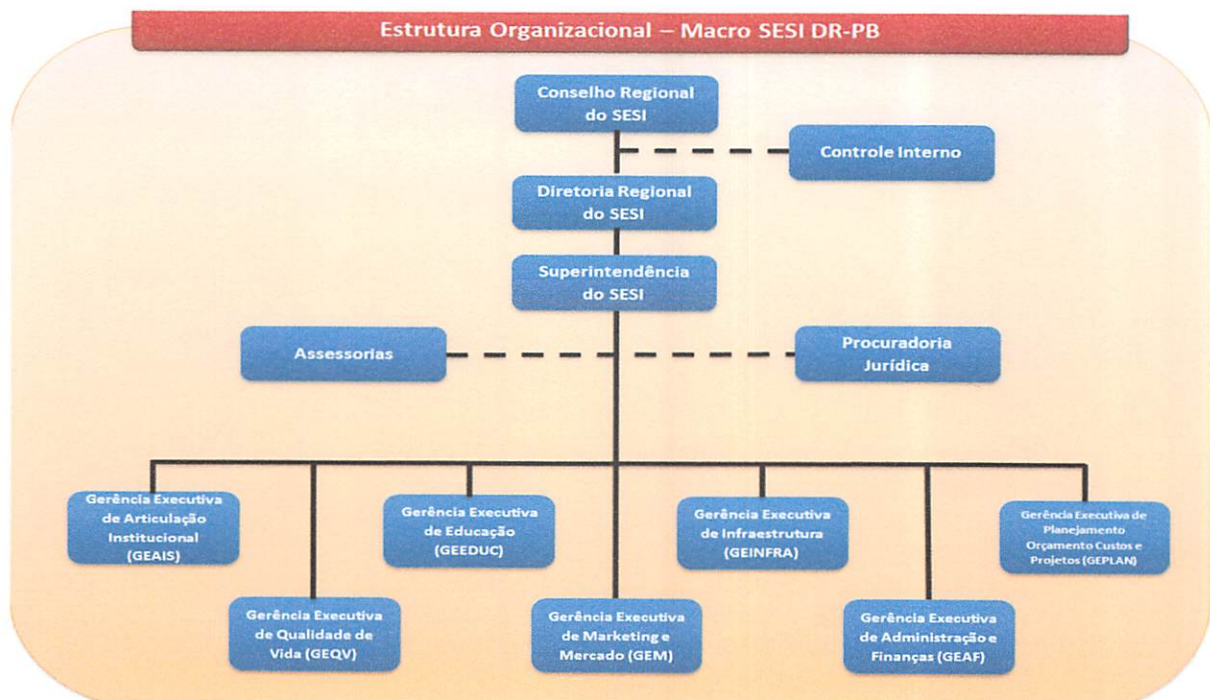 Estrutura Organizacional – Macro SESI DR-PB
Conselho Regional
do SESI
Controle Interno
Diretoria Regional
do SESI
Superintendência
do SESI
Assessorias
Procuradoria
Jurídica
Gerência Executiva
de Articulação
Institucional
(GEAIS)
Gerência Executiva
de Educação
(GEEDUC)
Gerência Executiva
de Infraestrutura
(GEINFRA)
Gerência Executiva de
Planejamento
Orçamento Custos e
Projetos (GEPLAN)
Gerência Executiva
de Qualidade de
Vida (GEQV)
Gerência Executiva
de Marketing e
Mercado (GEM)
Gerência Executiva
de Administração e
Finanças (GEAF)